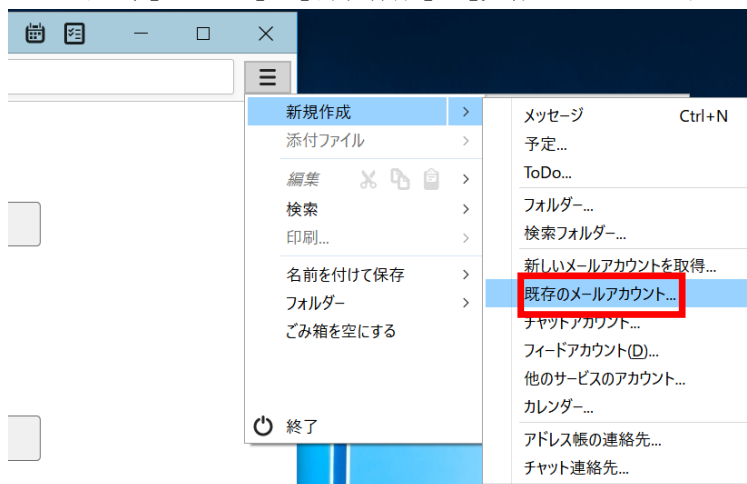 新規作成
添付ファイル
編集
検索
印刷...
名前を付けて保存
フォルダー
ごみ箱を空にする
終了
メッセージ Ctrl+N
予定...
ToDo...
フォルダー...
検索フォルダー...
新しいメールアカウントを取得...
既存のメールアカウント...
チャットアカウント...
フィードアカウント(D)...
他のサービスのアカウント...
カレンダー...
アドレス帳の連絡先...
チャット連絡先...